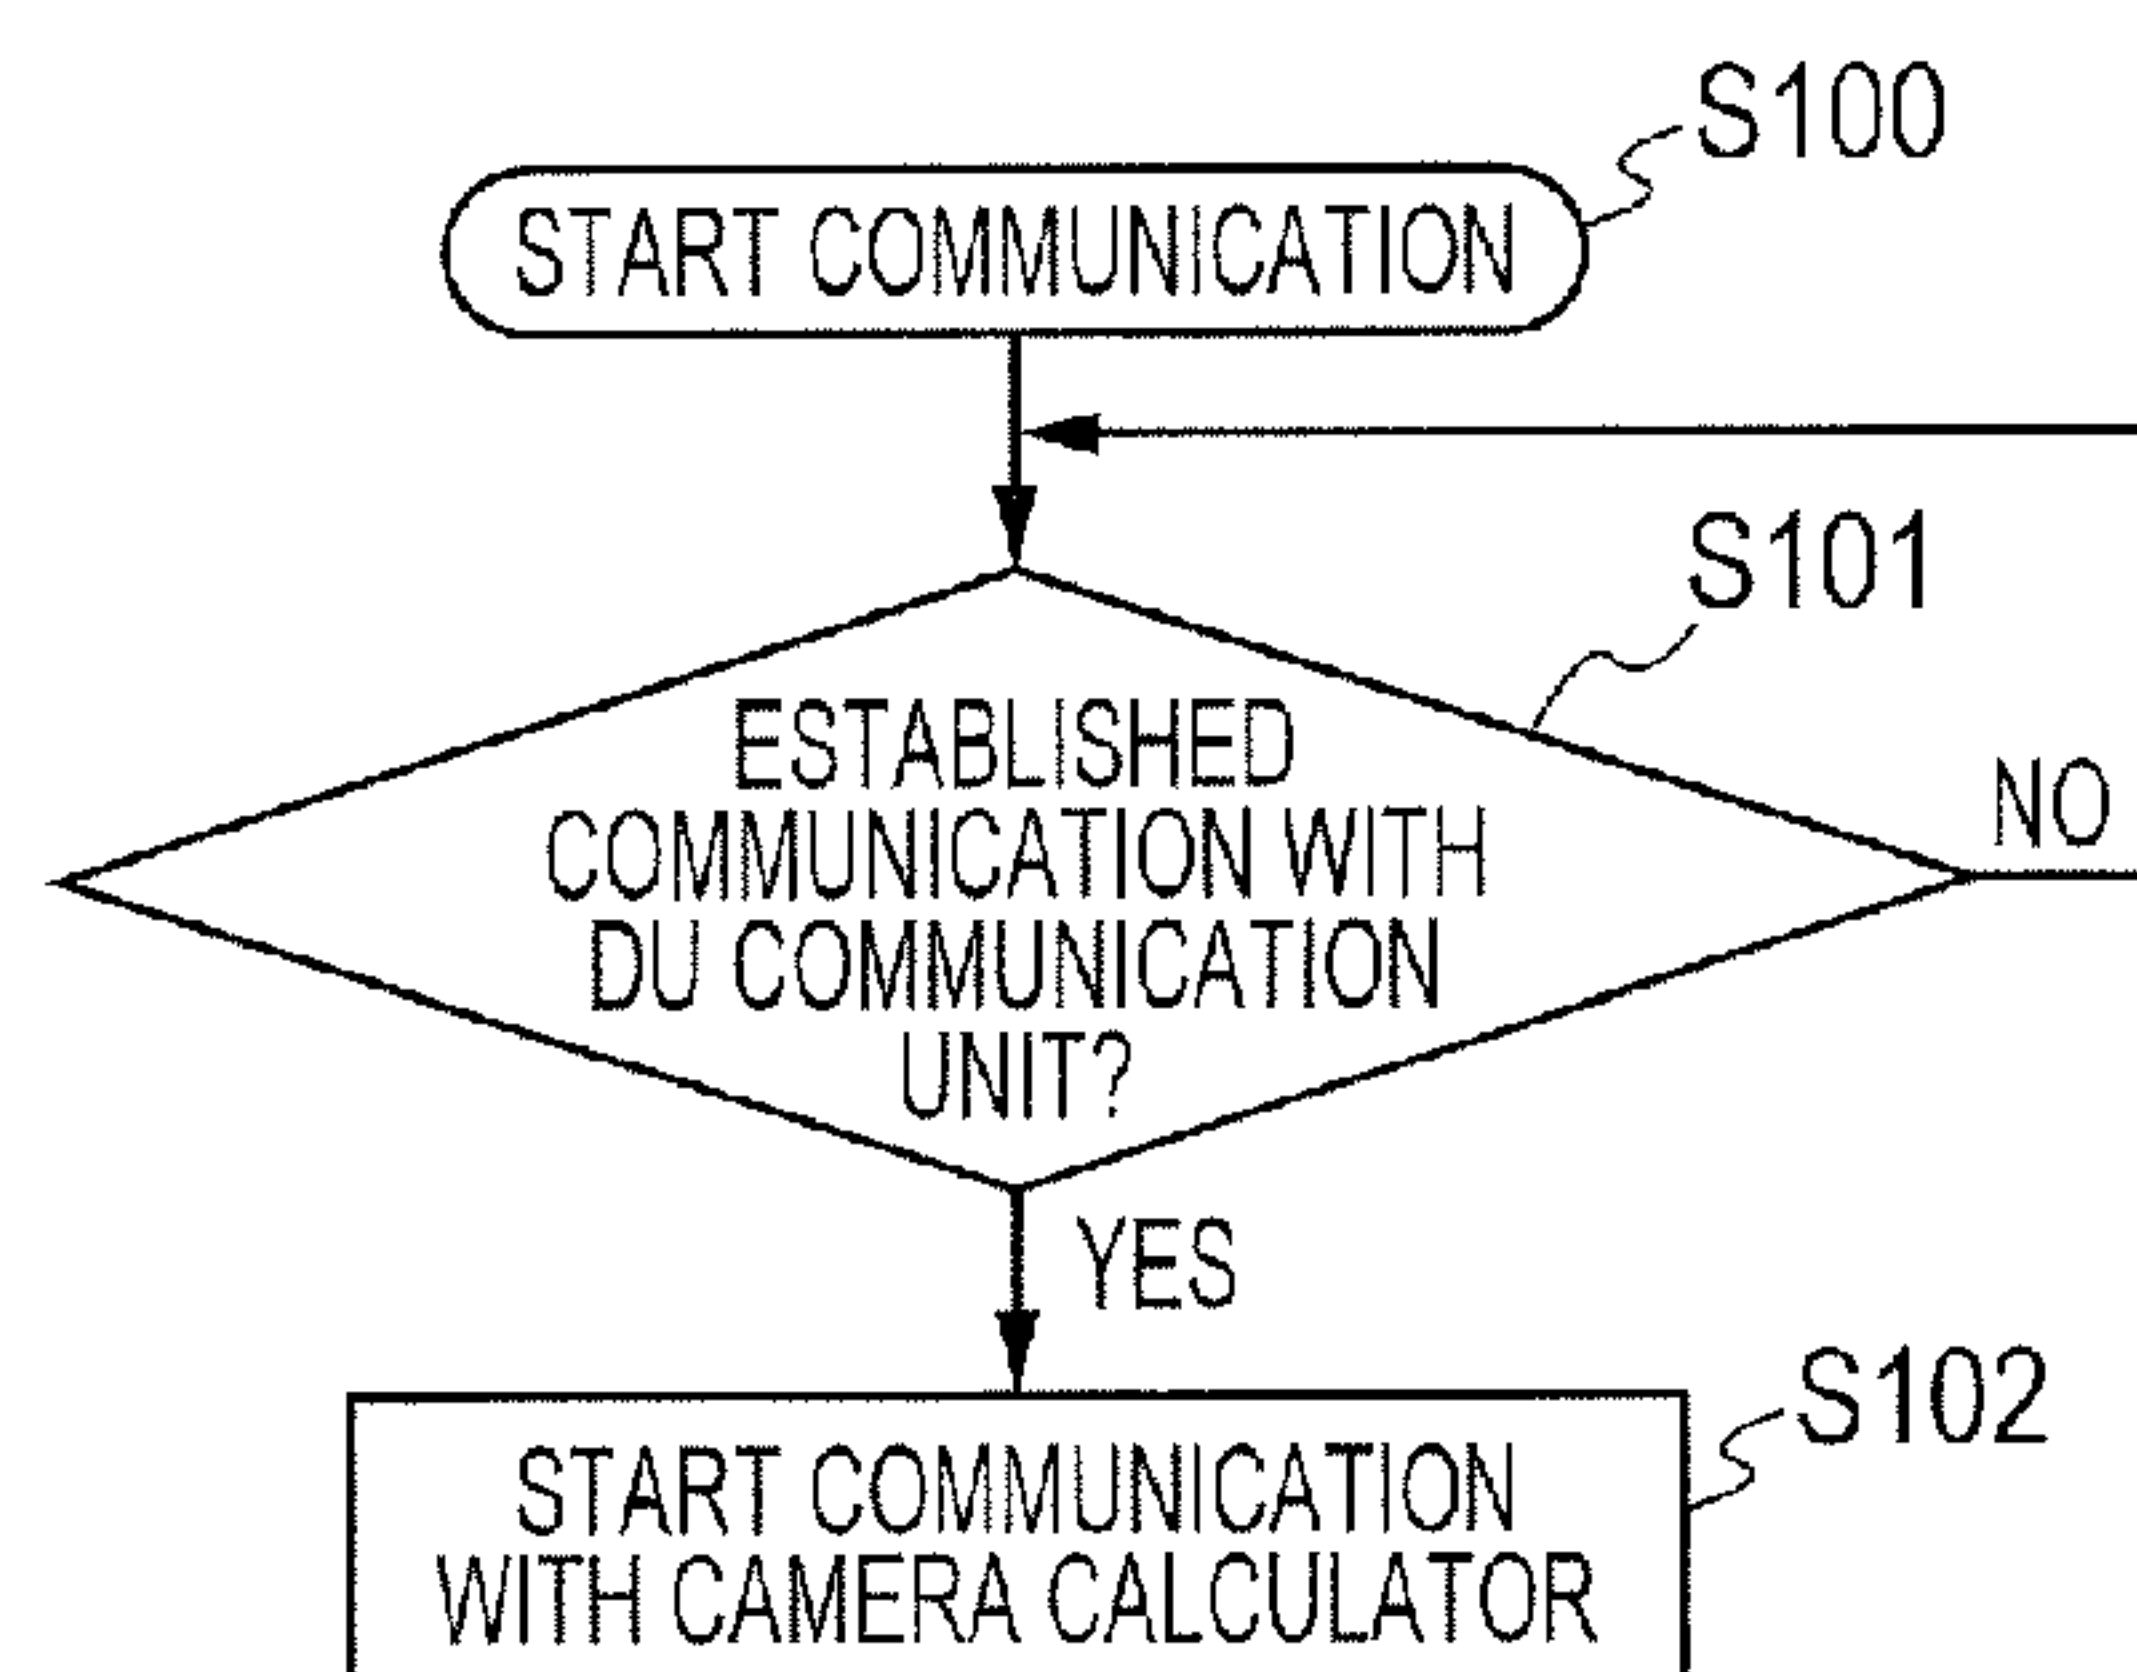 S100
START COMMUNICATION
S101
ESTABLISHED
COMMUNICATION WITH
DU COMMUNICATION
UNIT?
NO
YES
S102
START COMMUNICATION
WITH CAMERA CALCULATOR